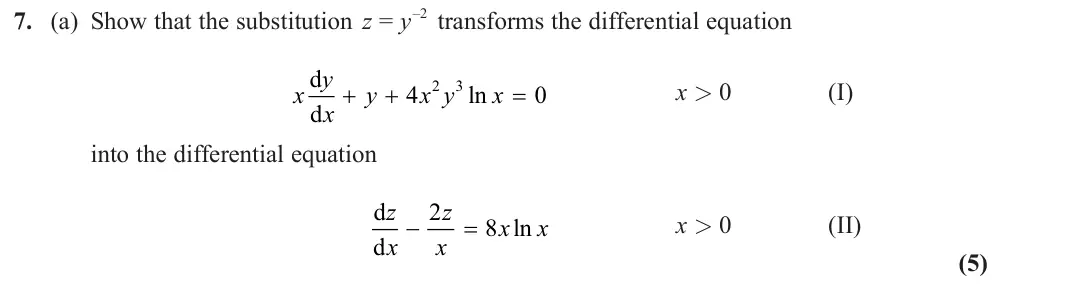 7. (a) Show that the substitution z = y⁻² transforms the differential equation
x dy/dx + y + 4x²y³ ln x = 0 x > 0 (I)
into the differential equation
dz/dx − 2z/x = 8x ln x x > 0 (II)
(5)